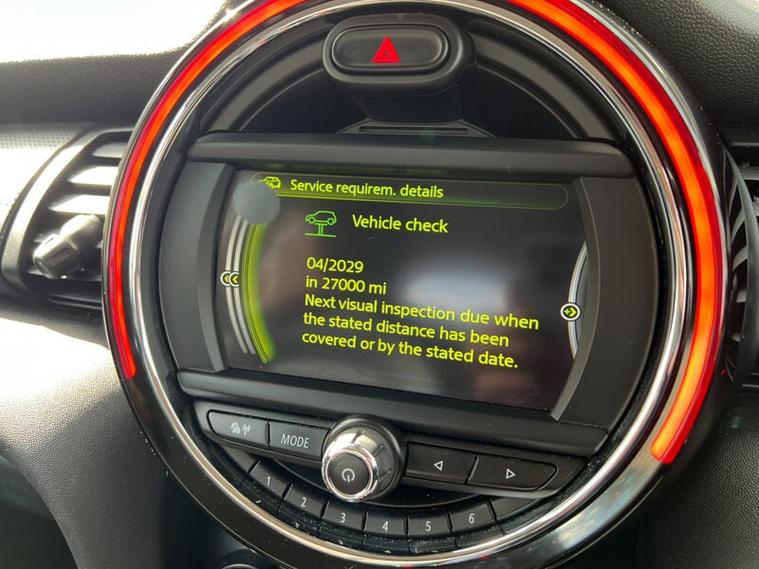 Service requirem. details
Vehicle check
04/2029
in 27000 mi
Next visual inspection due when
the stated distance has been
covered or by the stated date.
MODE
1 2 3 4 5 6